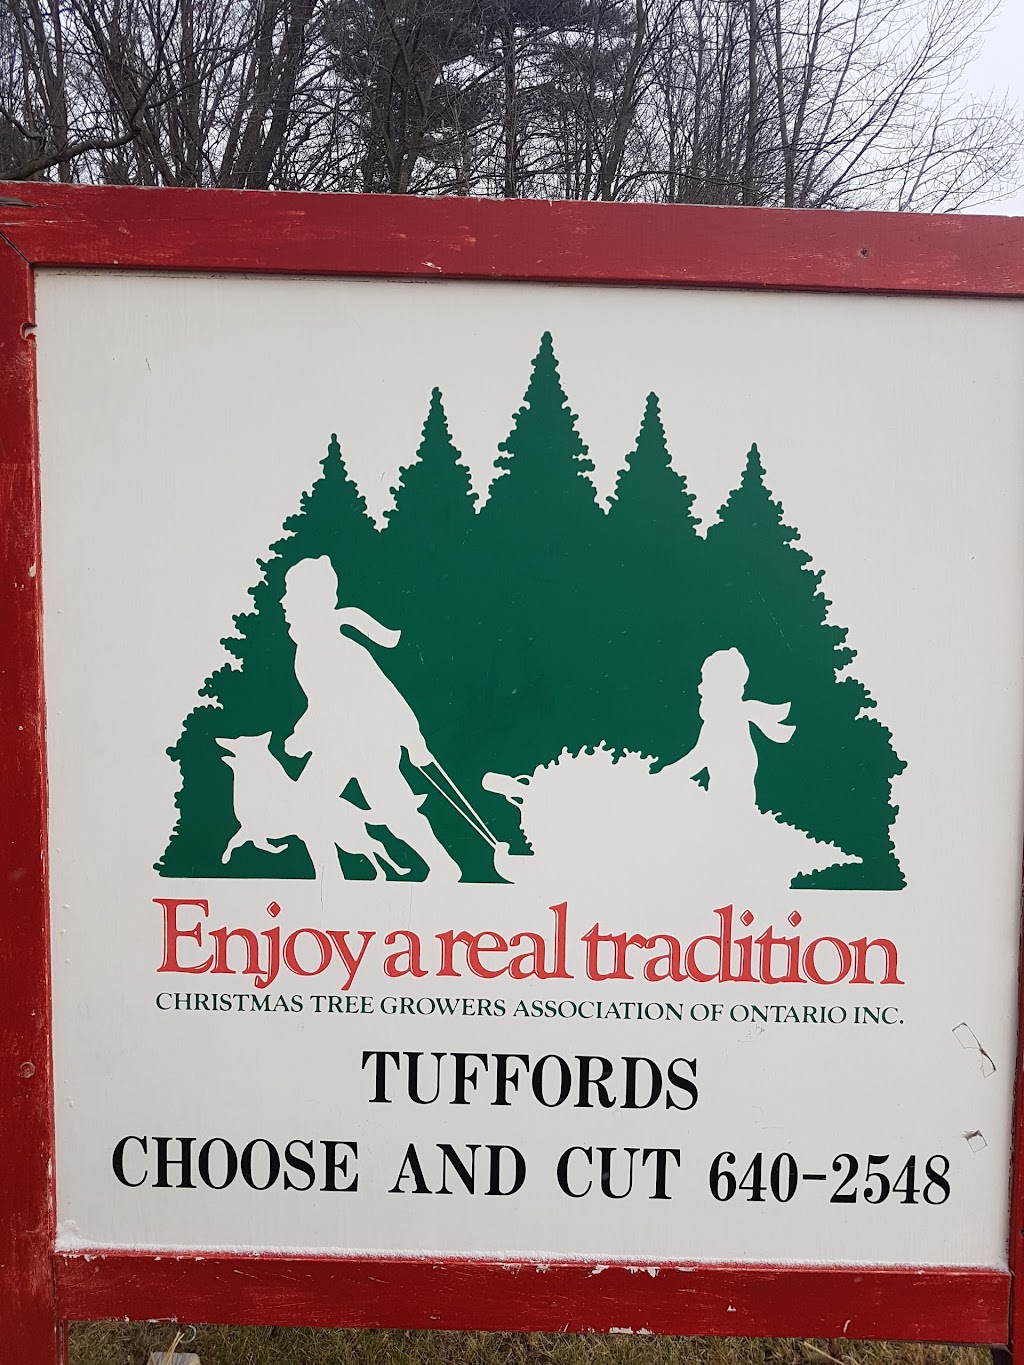 Enjoy a real tradition
CHRISTMAS TREE GROWERS ASSOCIATION OF ONTARIO INC.
TUFFORDS
CHOOSE AND CUT 640-2548